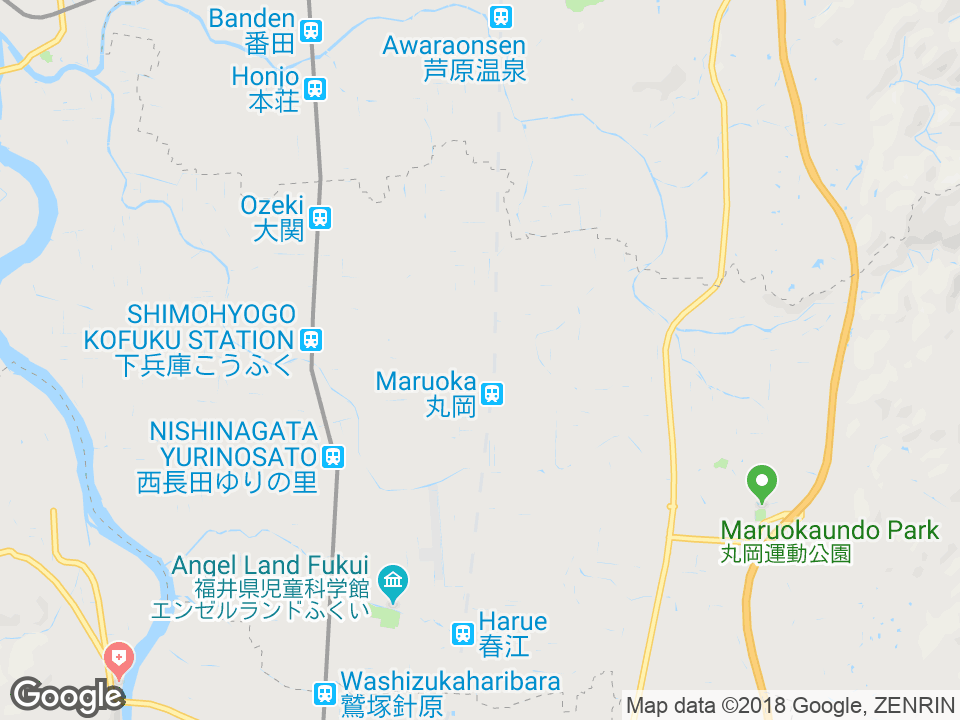 Banden
番田
Awaraonsen
芦原温泉
Honjo
本荘
Ozeki
大関
SHIMOHYOGO
KOFUKU STATION
下兵庫こうふく
Maruoka
丸岡
NISHINAGATA
YURINOSATO
西長田ゆりの里
Maruokaundo Park
丸岡運動公園
Angel Land Fukui
福井県児童科学館
エンゼルランドふくい
Harue
春江
Washizukaharibara
鷲塚針原
Google
Map data ©2018 Google, ZENRIN